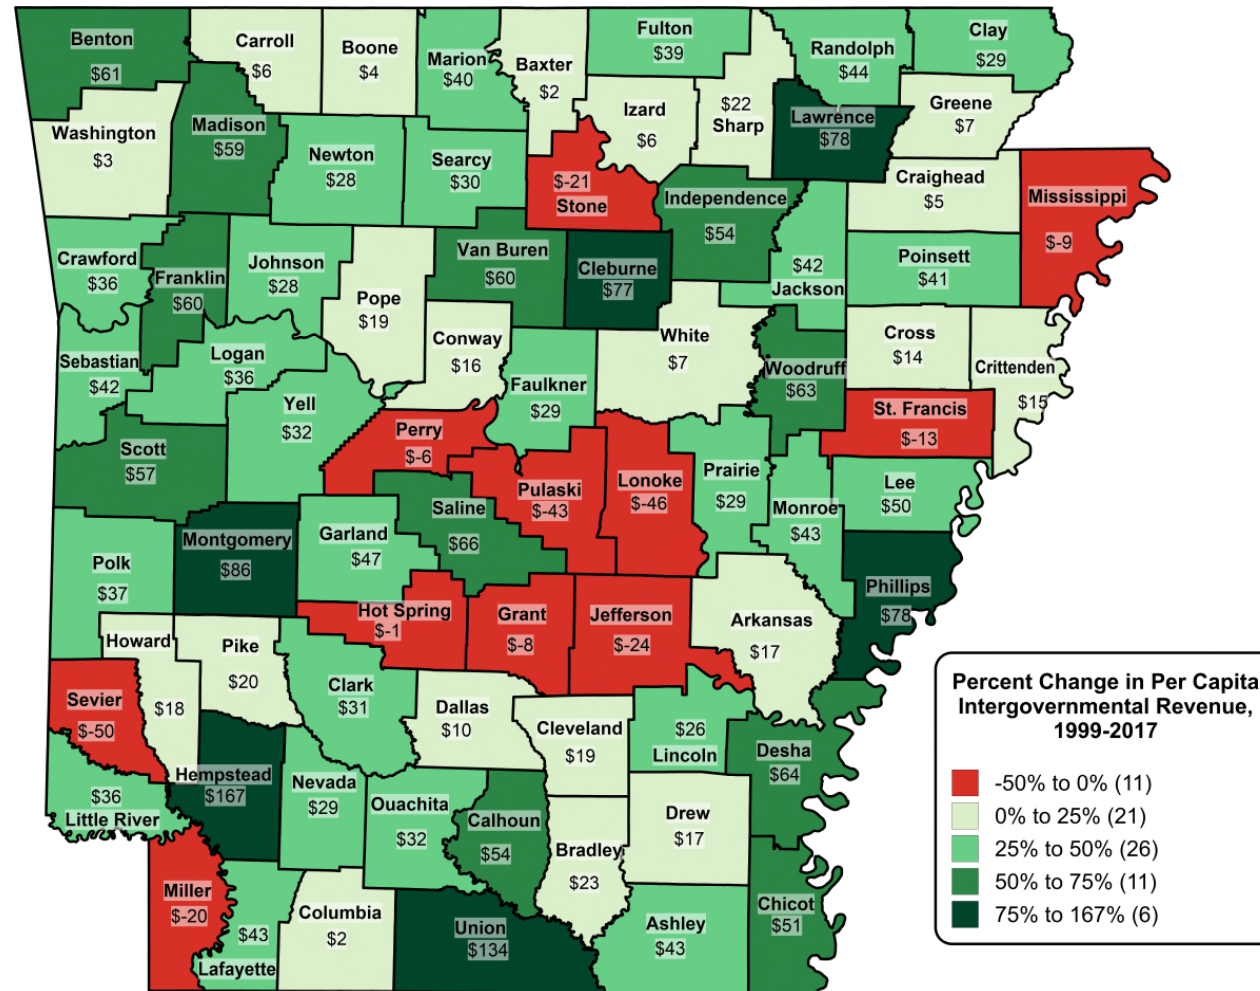 Benton
$61
Carroll
$6
Boone
$4
Marion
$40
Baxter
$2
Fulton
$39
Randolph
$44
Clay
$29
Washington
$3
Madison
$59
Newton
$28
Searcy
$30
$-21
Stone
Izard
$6
$22
Sharp
Lawrence
$78
Greene
$7
Craighead
$5
Mississippi
$-9
Independence
$54
Crawford
$36
Franklin
$60
Johnson
$28
Pope
$19
Van Buren
$60
Cleburne
$77
$42
Jackson
Poinsett
$41
Sebastian
$42
Logan
$36
Conway
$16
White
$7
Woodruff
$63
Cross
$14
Crittenden
$15
Scott
$57
Yell
$32
Perry
$-6
Faulkner
$29
St. Francis
$-13
Pulaski
$-43
Lonoke
$-46
Prairie
$29
Monroe
$43
Lee
$50
Polk
$37
Montgomery
$86
Garland
$47
Saline
$66
Phillips
$78
Howard
$18
Pike
$20
Hot Spring
$-1
Grant
$-8
Jefferson
$-24
Arkansas
$17
Sevier
$-50
Clark
$31
Dallas
$10
Cleveland
$19
$26
Lincoln
Desha
$64
$36
Little River
Hempstead
$167
Nevada
$29
Ouachita
$32
Calhoun
$54
Bradley
$23
Drew
$17
Miller
$-20
$43
Lafayette
Columbia
$2
Union
$134
Ashley
$43
Chicot
$51
Percent Change in Per Capita
Intergovernmental Revenue,
1999-2017
-50% to 0% (11)
0% to 25% (21)
25% to 50% (26)
50% to 75% (11)
75% to 167% (6)